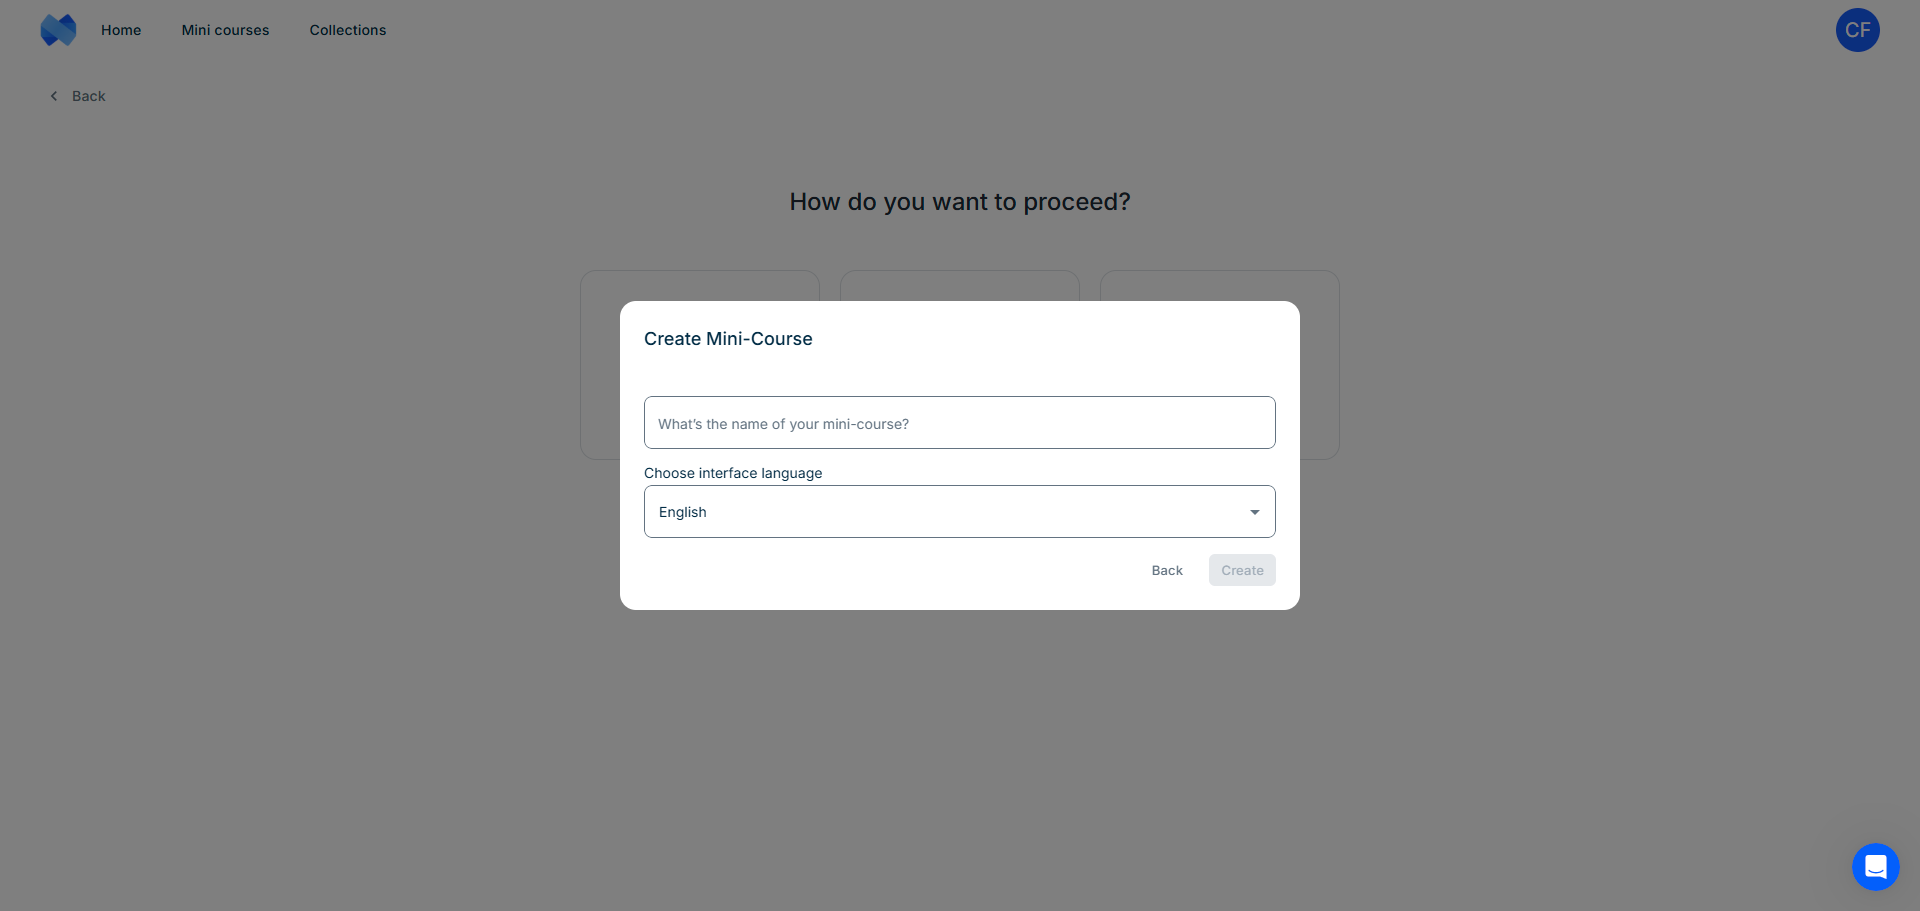 Home
Mini courses
Collections
CF
Back
How do you want to proceed?
Create Mini-Course
What's the name of your mini-course?
Choose interface language
English
Back
Create